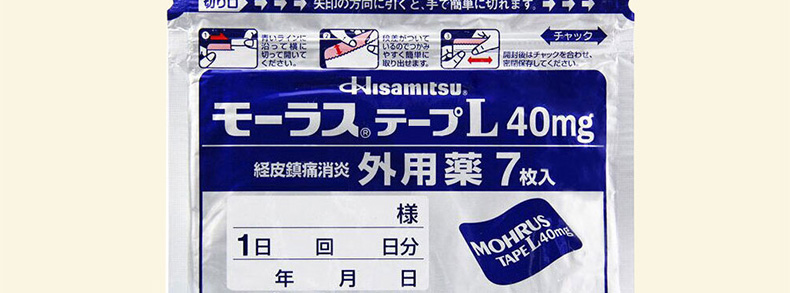 切り口 → → → 矢印の方向に引くと、手で簡単に切れます。→ → →
1
青いラインに
沿って横に
切って開いて
ください。
2
段差がついて
いるのでつかみ
やすく簡単に
取り出せます。
3
チャック
開封後はチャックを合わせ、
密閉保存してください。
Hisamitsu®
モーラス®テープL 40mg
経皮鎮痛消炎 外用薬 7枚入
様
1日 回 日分
年 月 日
MOHRUS
TAPE L 40mg